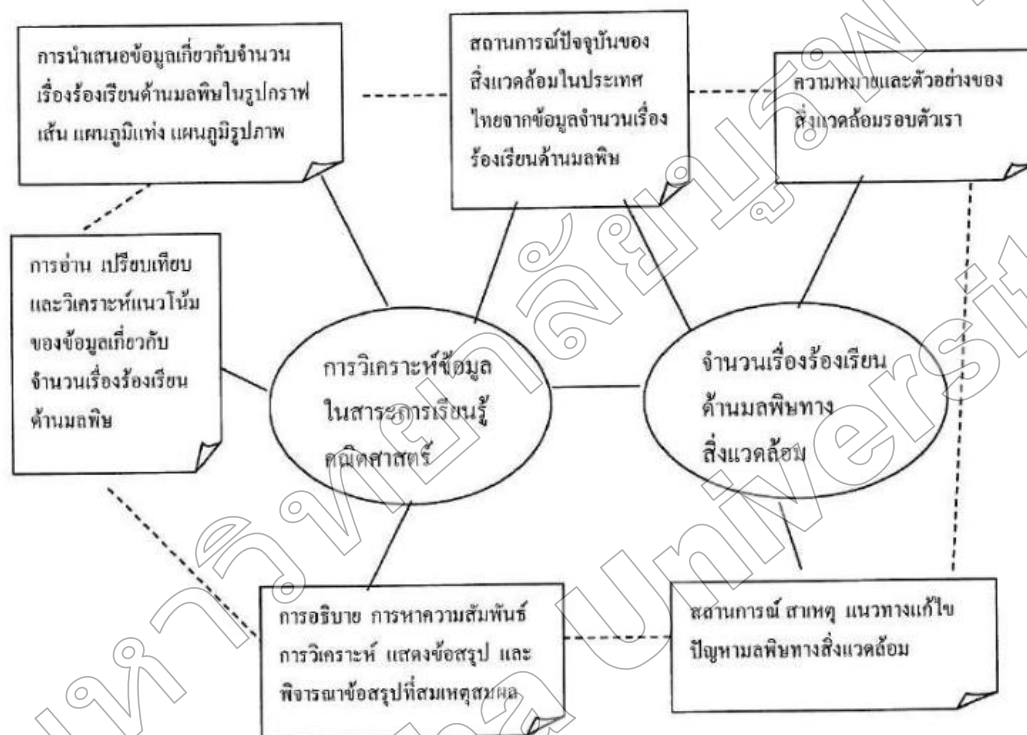 การนำเสนอข้อมูลเกี่ยวกับจำนวน
เรื่องร้องเรียนด้านมลพิษในรูปกราฟ
เส้น แผนภูมิแท่ง แผนภูมิรูปภาพ
สถานการณ์ปัจจุบันของ
สิ่งแวดล้อมในประเทศ
ไทยจากข้อมูลจำนวนเรื่อง
ร้องเรียนด้านมลพิษ
ความหมายและตัวอย่างของ
สิ่งแวดล้อมรอบตัวเรา
การอ่าน เปรียบเทียบ
และวิเคราะห์แนวโน้ม
ของข้อมูลเกี่ยวกับ
จำนวนเรื่องร้องเรียน
ด้านมลพิษ
การวิเคราะห์ข้อมูล
ในสาระการเรียนรู้
คณิตศาสตร์
จำนวนเรื่องร้องเรียน
ด้านมลพิษทาง
สิ่งแวดล้อม
การอธิบาย การหาความสัมพันธ์
การวิเคราะห์ แสดงข้อสรุป และ
พิจารณาข้อสรุปที่สมเหตุสมผล
สถานการณ์ สาเหตุ แนวทางแก้ไข
ปัญหามลพิษทางสิ่งแวดล้อม